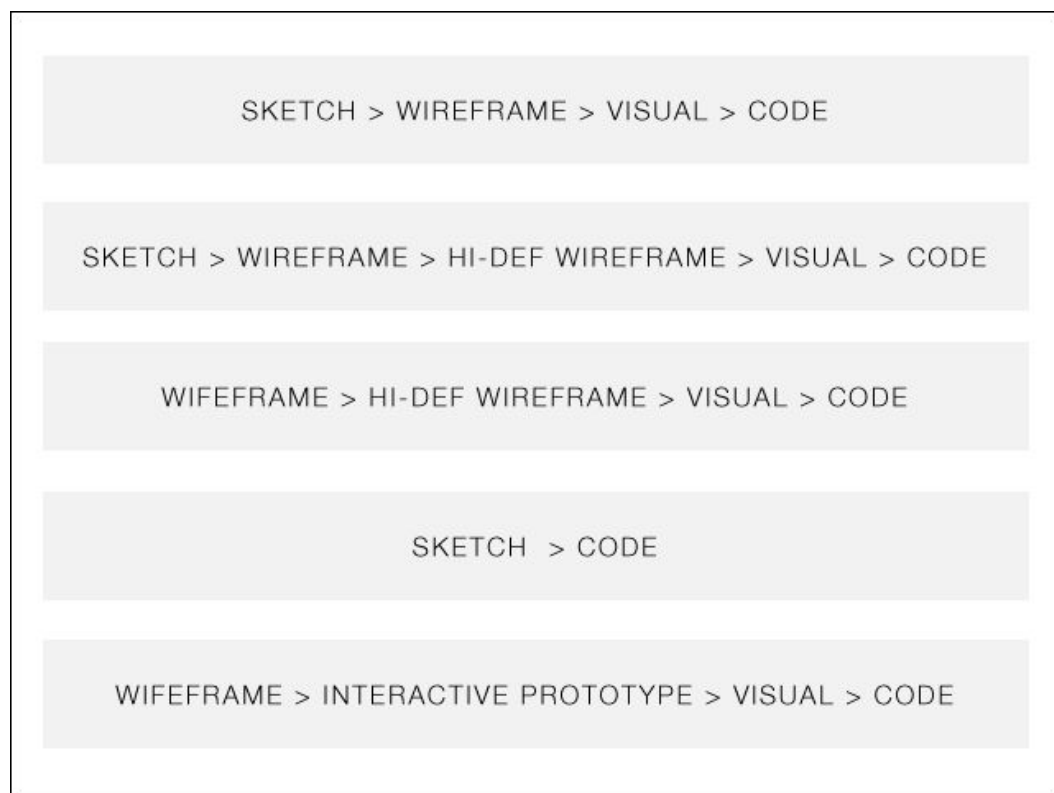 SKETCH > WIREFRAME > VISUAL > CODE
SKETCH > WIREFRAME > HI-DEF WIREFRAME > VISUAL > CODE
WIFEFRAME > HI-DEF WIREFRAME > VISUAL > CODE
SKETCH > CODE
WIFEFRAME > INTERACTIVE PROTOTYPE > VISUAL > CODE